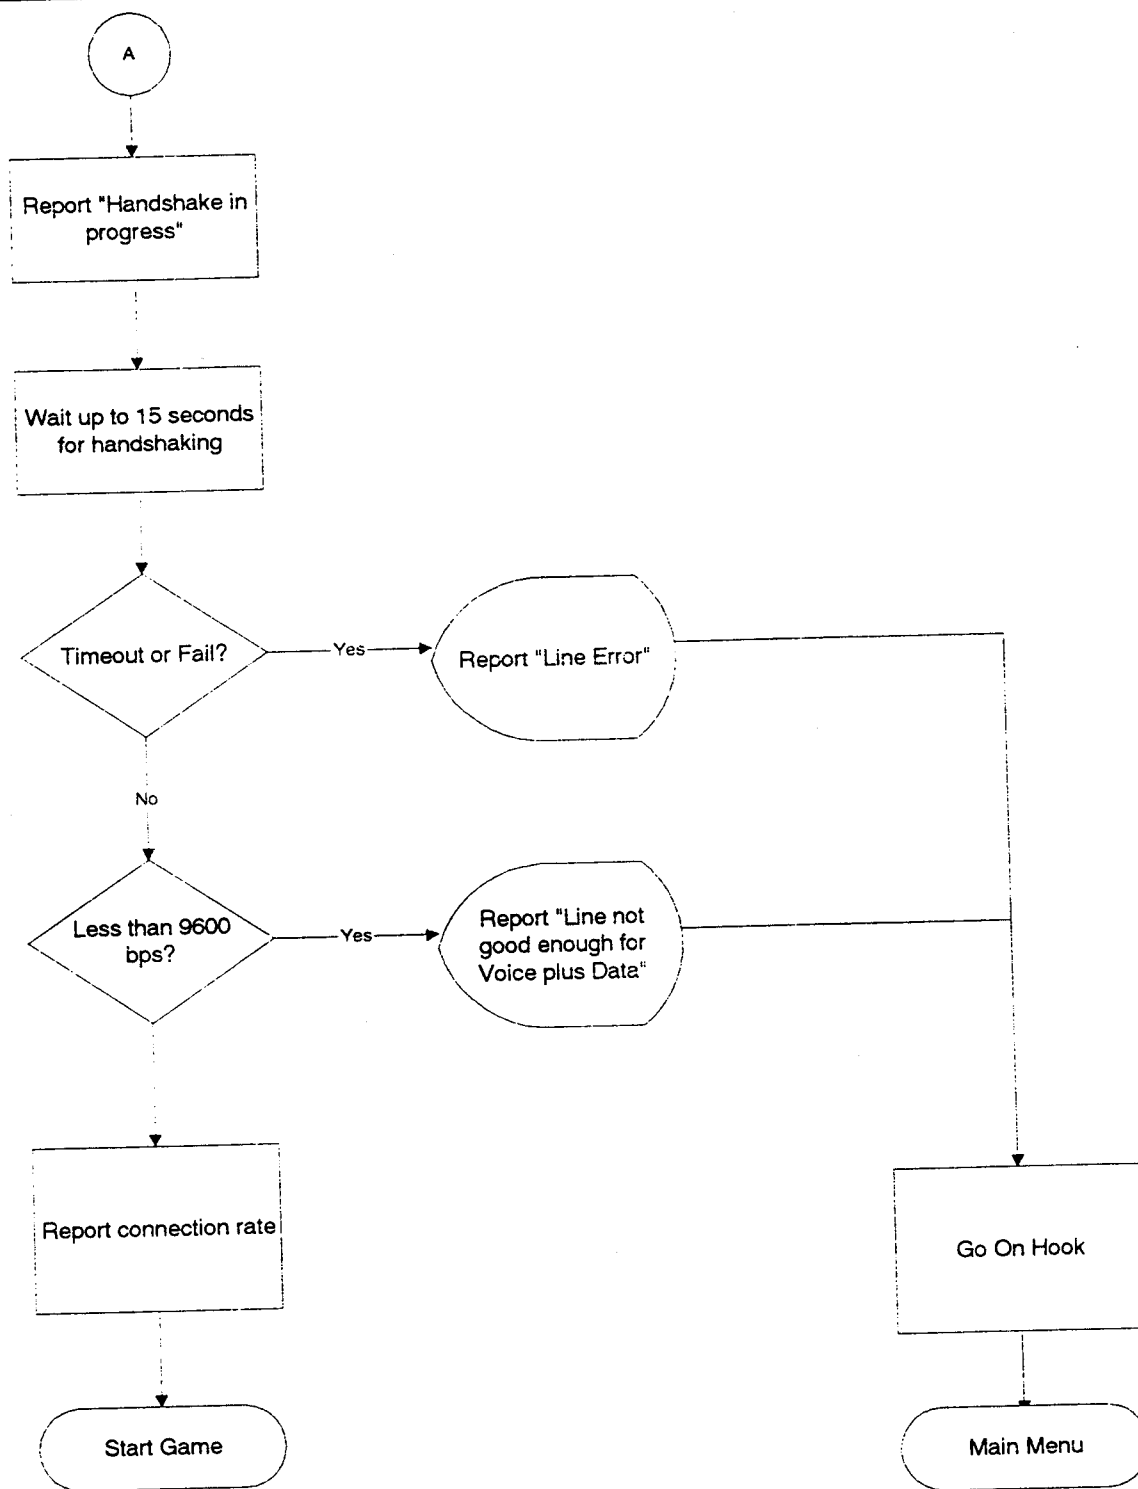 A
Report "Handshake in
progress"
Wait up to 15 seconds
for handshaking
Timeout or Fail?
Yes
Report "Line Error"
No
Less than 9600
bps?
Yes
Report "Line not
good enough for
Voice plus Data"
Report connection rate
Go On Hook
Start Game
Main Menu